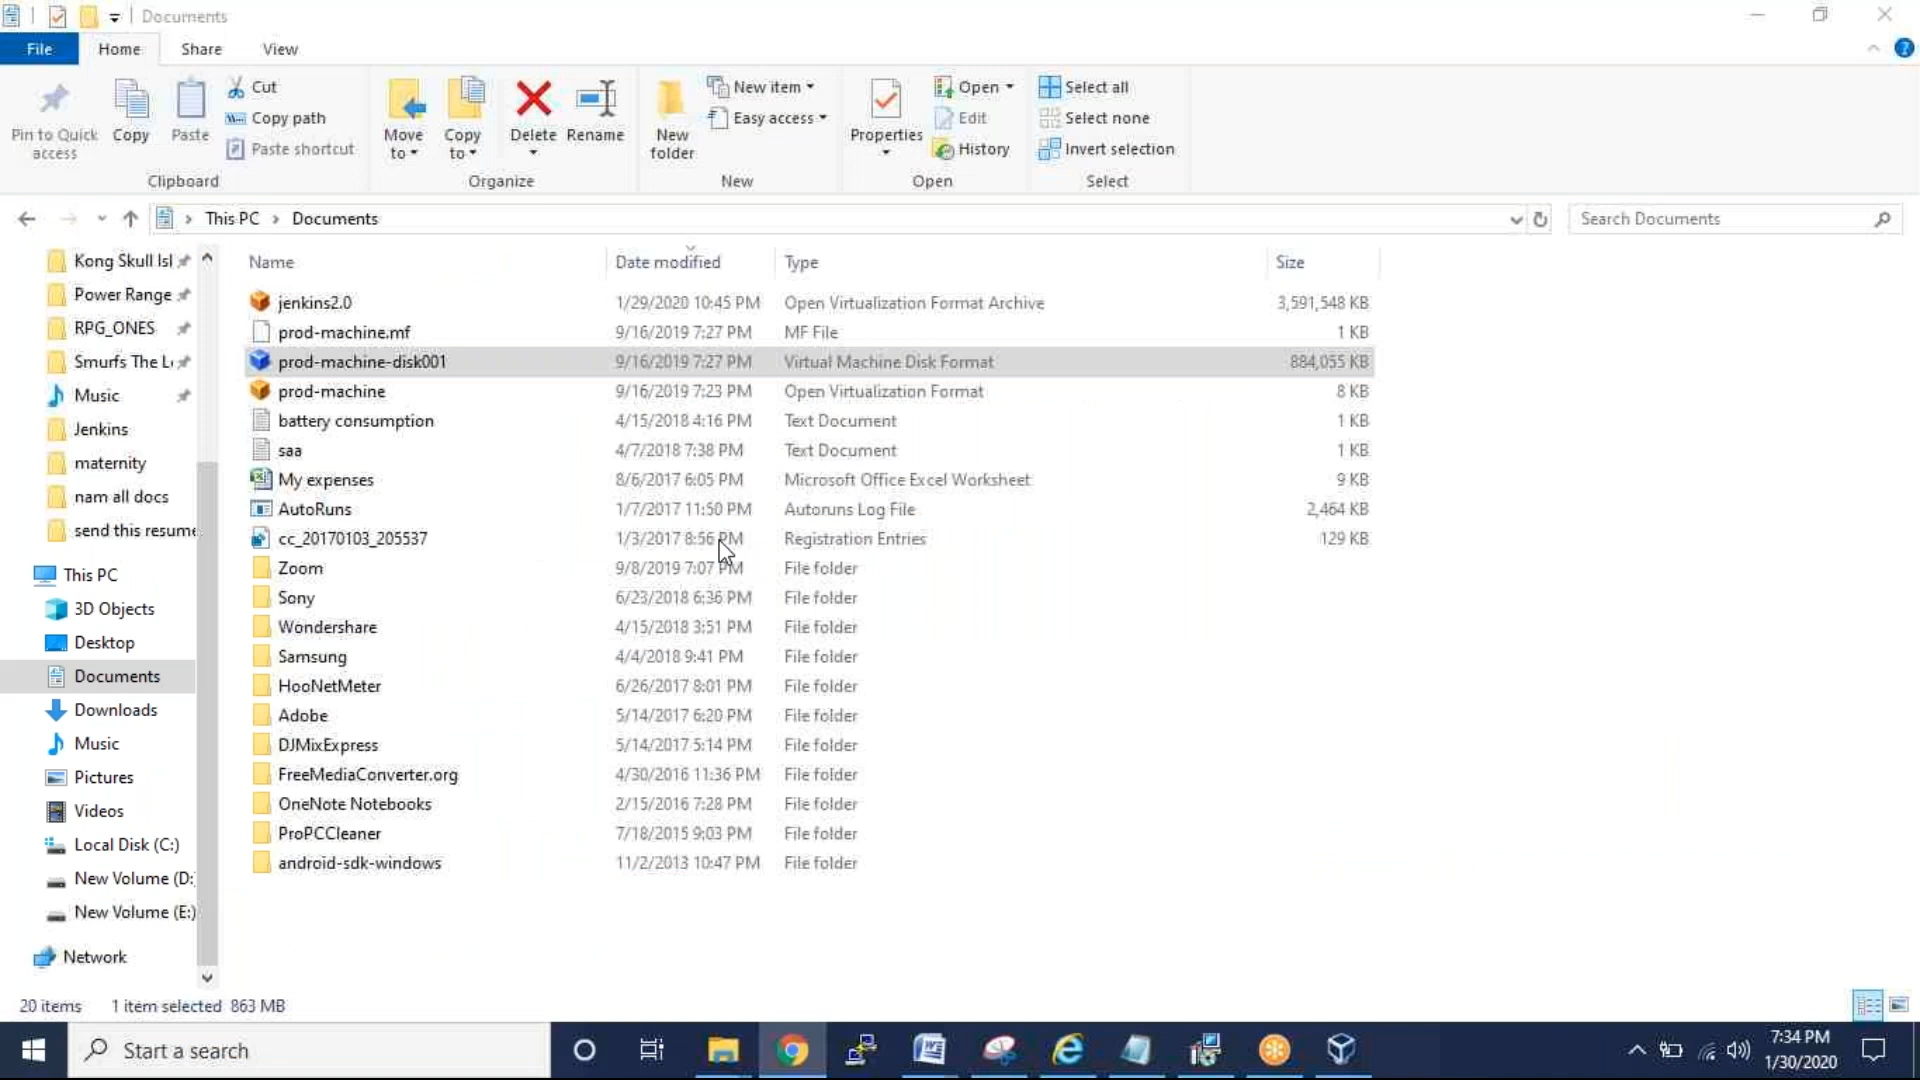 Documents
File Home Share View
Pin to Quick access
Copy
Paste
Cut
Copy path
Paste shortcut
Clipboard
Move to
Copy to
Delete
Rename
Organize
New folder
New item
Easy access
New
Properties
Open
Edit
History
Open
Select all
Select none
Invert selection
Select
This PC > Documents
Search Documents
Kong Skull Isl
Power Range
RPG_ONES
Smurfs The L
Music
Jenkins
maternity
nam all docs
send this resume
This PC
3D Objects
Desktop
Documents
Downloads
Music
Pictures
Videos
Local Disk (C:)
New Volume (D:
New Volume (E:)
Network
Name Date modified Type Size
jenkins2.0 1/29/2020 10:45 PM Open Virtualization Format Archive 3,591,548 KB
prod-machine.mf 9/16/2019 7:27 PM MF File 1 KB
prod-machine-disk001 9/16/2019 7:27 PM Virtual Machine Disk Format 884,055 KB
prod-machine 9/16/2019 7:23 PM Open Virtualization Format 8 KB
battery consumption 4/15/2018 4:16 PM Text Document 1 KB
saa 4/7/2018 7:38 PM Text Document 1 KB
My expenses 8/6/2017 6:05 PM Microsoft Office Excel Worksheet 9 KB
AutoRuns 1/7/2017 11:50 PM Autoruns Log File 2,464 KB
cc_20170103_205537 1/3/2017 8:56 PM Registration Entries 129 KB
Zoom 9/8/2019 7:07 PM File folder
Sony 6/23/2018 6:36 PM File folder
Wondershare 4/15/2018 3:51 PM File folder
Samsung 4/4/2018 9:41 PM File folder
HooNetMeter 6/26/2017 8:01 PM File folder
Adobe 5/14/2017 6:20 PM File folder
DJMixExpress 5/14/2017 5:14 PM File folder
FreeMediaConverter.org 4/30/2016 11:36 PM File folder
OneNote Notebooks 2/15/2016 7:28 PM File folder
ProPCCleaner 7/18/2015 9:03 PM File folder
android-sdk-windows 11/2/2013 10:47 PM File folder
20 items 1 item selected 863 MB
Start a search
7:34 PM
1/30/2020